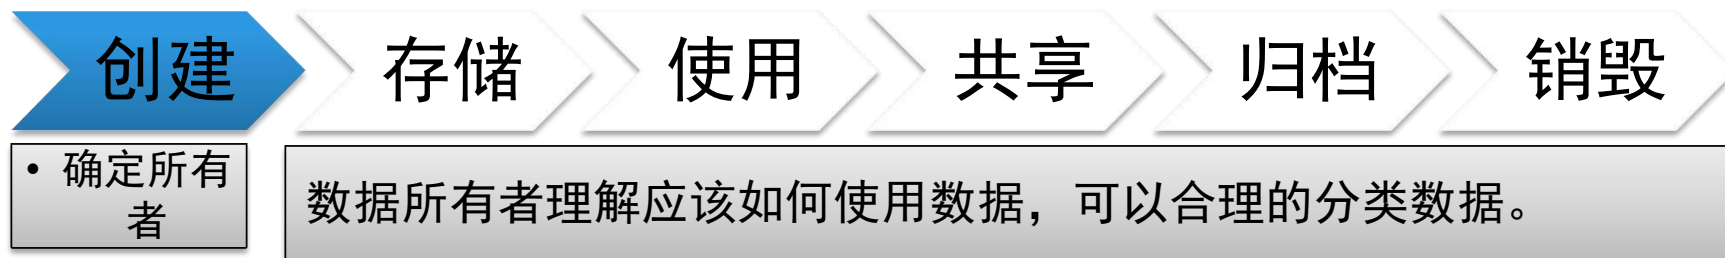 创建 存储 使用 共享 归档 销毁
• 确定所有
者
数据所有者理解应该如何使用数据，可以合理的分类数据。